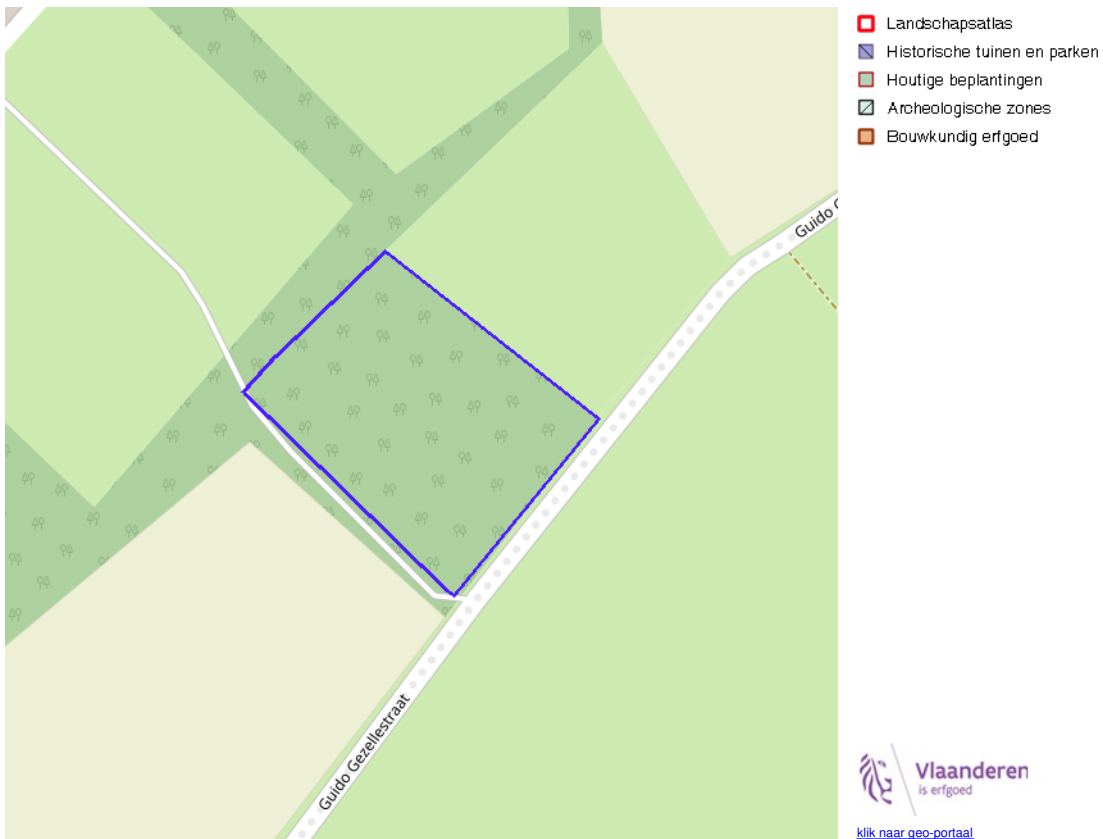 Landschapsatlas
Historische tuinen en parken
Houtige beplantingen
Archeologische zones
Bouwkundig erfgoed
Guido G
Guido Gezellestraat
Vlaanderen
is erfgoed
klik naar geo-portaal